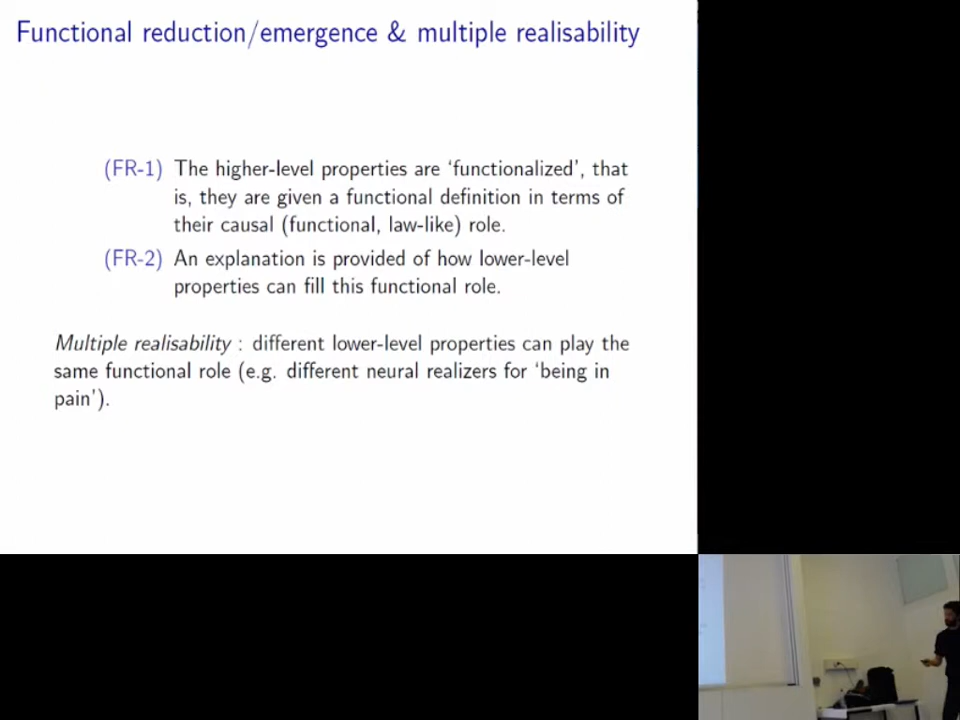 Functional reduction/emergence & multiple realisability
(FR-1) The higher-level properties are ‘functionalized’, that
is, they are given a functional definition in terms of
their causal (functional, law-like) role.
(FR-2) An explanation is provided of how lower-level
properties can fill this functional role.
Multiple realisability : different lower-level properties can play the
same functional role (e.g. different neural realizers for ‘being in
pain’).